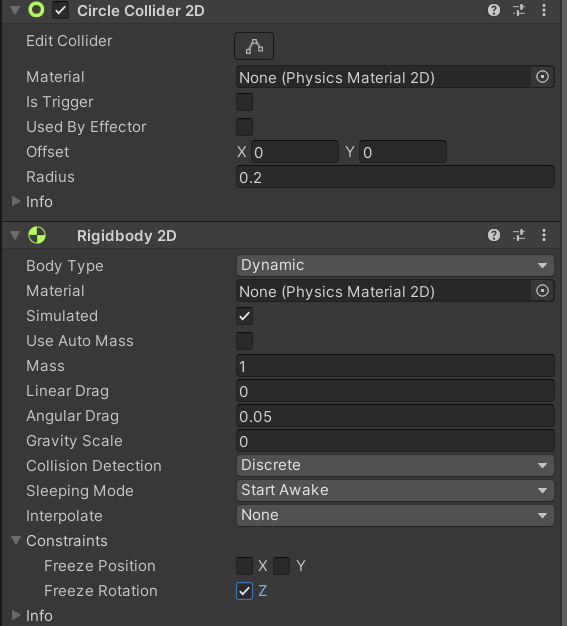 Circle Collider 2D
Edit Collider
Material None (Physics Material 2D)
Is Trigger
Used By Effector
Offset X 0 Y 0
Radius 0.2
Info
Rigidbody 2D
Body Type Dynamic
Material None (Physics Material 2D)
Simulated
Use Auto Mass
Mass 1
Linear Drag 0
Angular Drag 0.05
Gravity Scale 0
Collision Detection Discrete
Sleeping Mode Start Awake
Interpolate None
Constraints
Freeze Position X Y
Freeze Rotation Z
Info